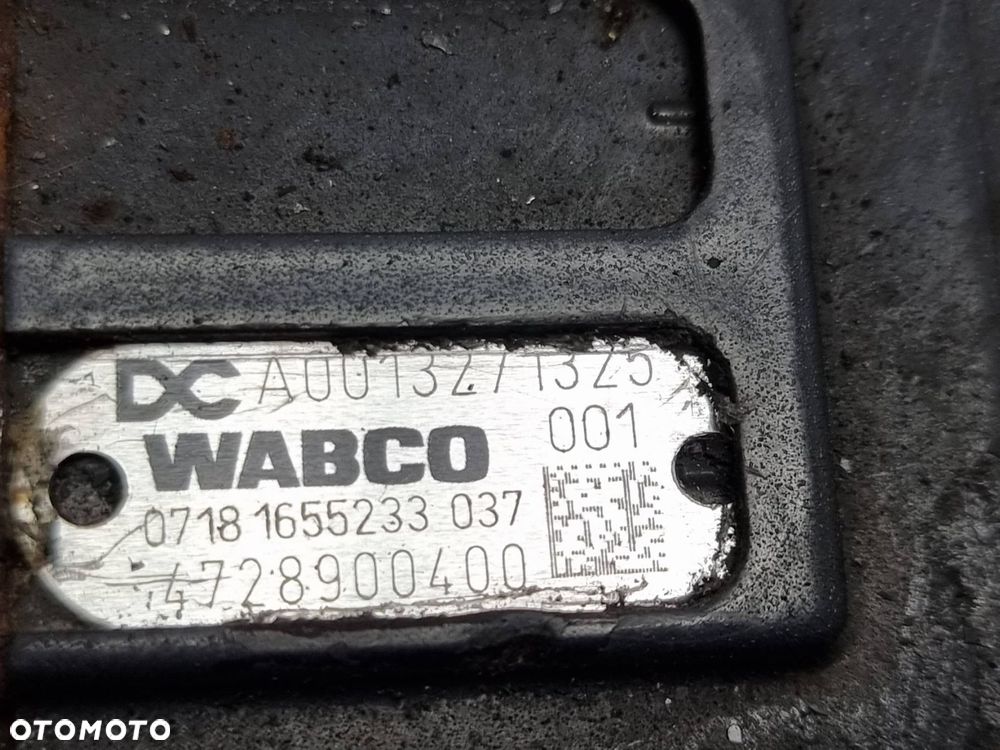 DC A0013271325
WABCO 001
0718 1655233 037
4728900400
OTOMOTO